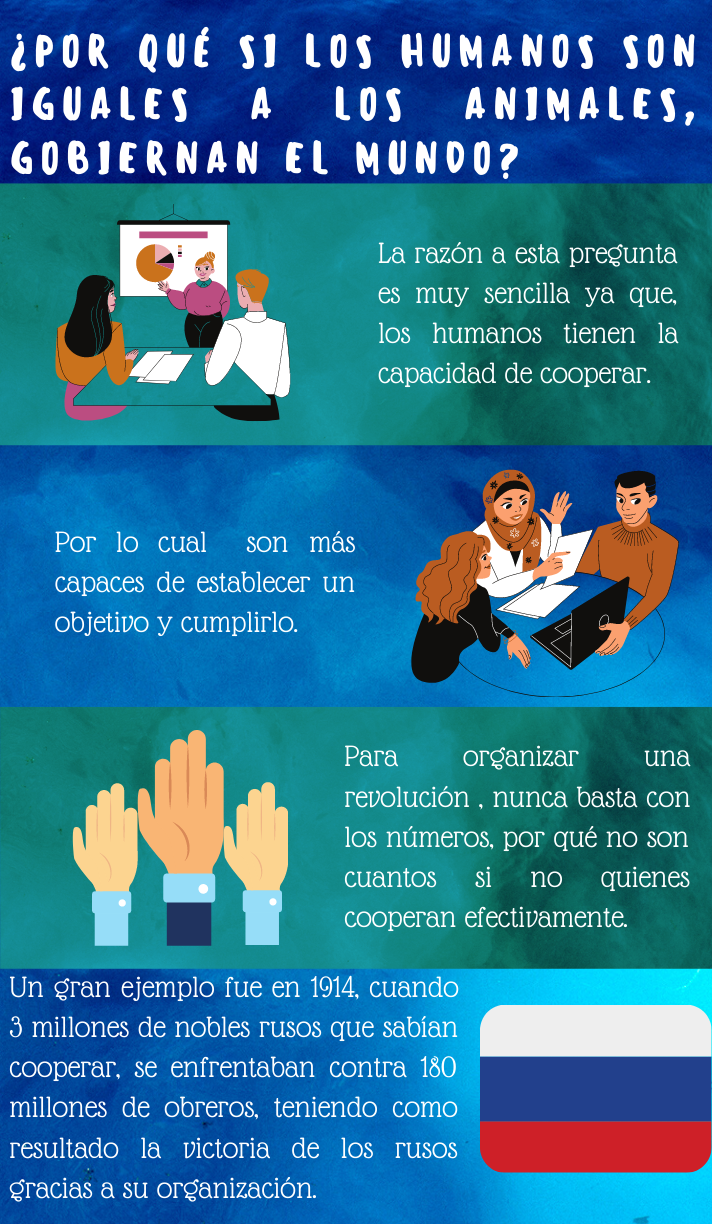 ¿POR QUÉ SI LOS HUMANOS SON
IGUALES A LOS ANIMALES,
GOBIERNAN EL MUNDO?
La razón a esta pregunta
es muy sencilla ya que,
los humanos tienen la
capacidad de cooperar.
Por lo cual son más
capaces de establecer un
objetivo y cumplirlo.
Para organizar una
revolución , nunca basta con
los números, por qué no son
cuantos si no quienes
cooperan efectivamente.
Un gran ejemplo fue en 1914, cuando
3 millones de nobles rusos que sabían
cooperar, se enfrentaban contra 180
millones de obreros, teniendo como
resultado la victoria de los rusos
gracias a su organización.